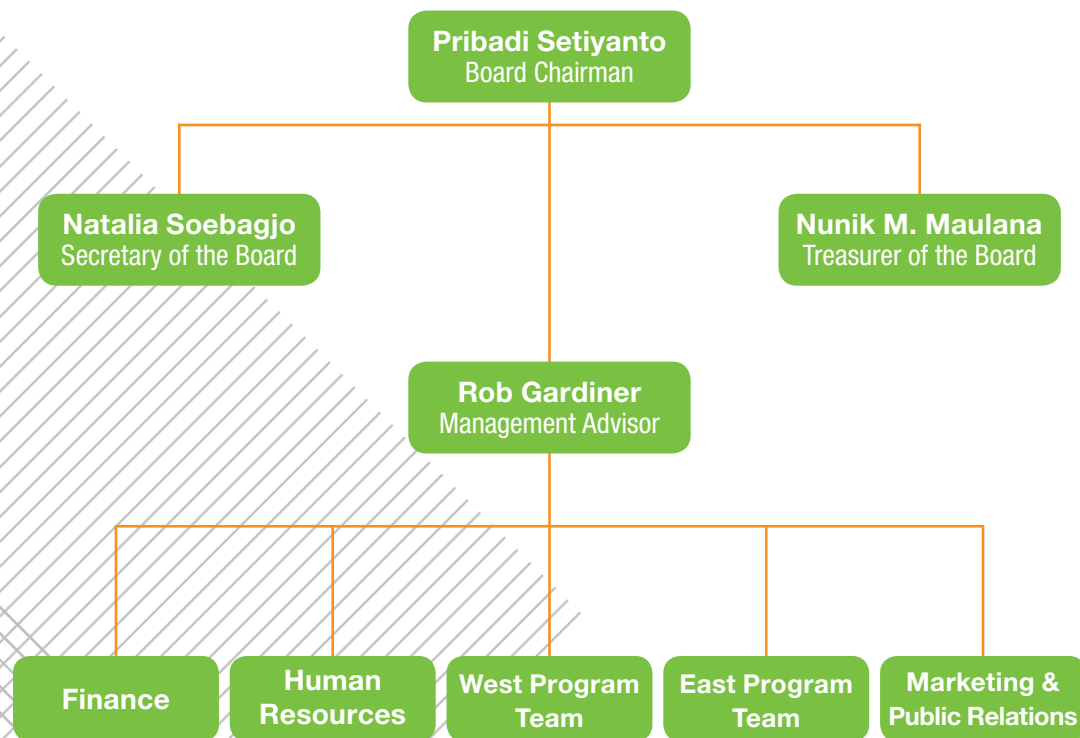 Pribadi Setiyanto
Board Chairman
Natalia Soebagjo
Secretary of the Board
Nunik M. Maulana
Treasurer of the Board
Rob Gardiner
Management Advisor
Finance
Human
Resources
West Program
Team
East Program
Team
Marketing &
Public Relations